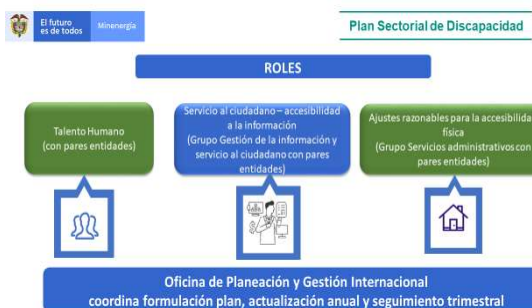 El futuro
es de todos
Minenergía
Plan Sectorial de Discapacidad
ROLES
Talento Humano
(con pares entidades)
Servicio al ciudadano – accesibilidad
a la información
(Grupo Gestión de la información y
servicio al ciudadano con pares
entidades)
Ajustes razonables para la accesibilidad
física
(Grupo Servicios administrativos con
pares entidades)
Oficina de Planeación y Gestión Internacional
coordina formulación plan, actualización anual y seguimiento trimestral